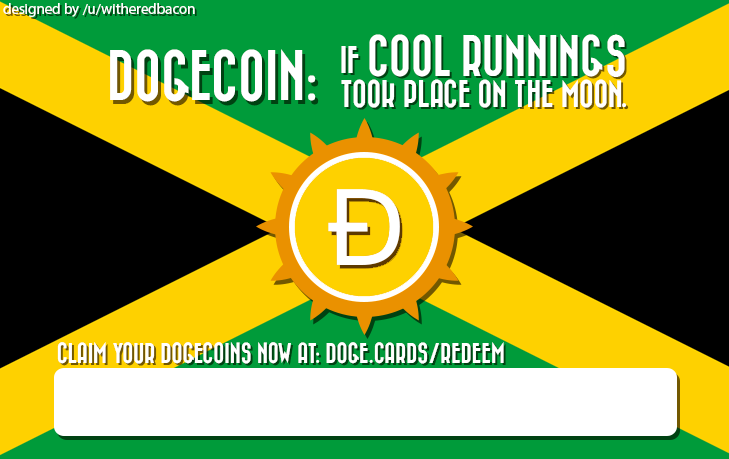 designed by /u/witheredbacon
DOGECOIN: IF COOL RUNNINGS
TOOK PLACE ON THE MOON.
Ð
CLAIM YOUR DOGECOINS NOW AT: DOGE.CARDS/REDEEM